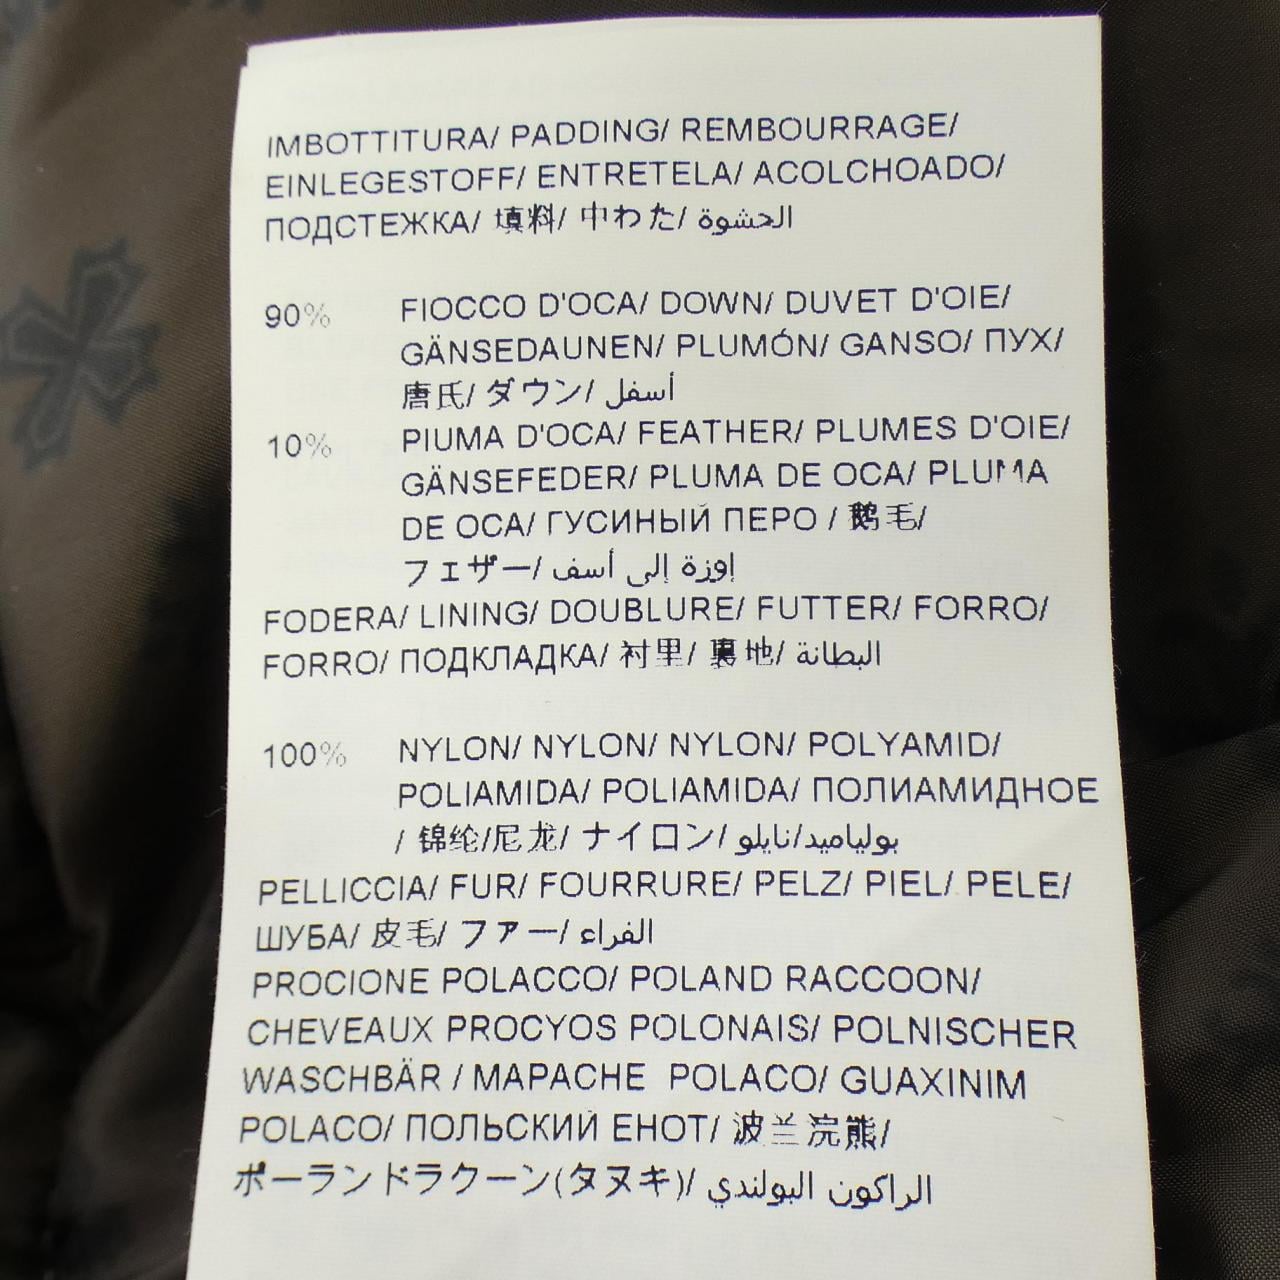 IMBOTTITURA/ PADDING/ REMBOURRAGE/
EINLEGESTOFF/ ENTRETELA/ ACOLCHOADO/
ПОДСТЕЖКА/ 填料/ 中わた/ الحشوة
90% FIOCCO D'OCA/ DOWN/ DUVET D'OIE/
GÄNSEDAUNEN/ PLUMÓN/ GANSO/ ПУХ/
唐氏/ ダウン/ أسفل
10% PIUMA D'OCA/ FEATHER/ PLUMES D'OIE/
GÄNSEFEDER/ PLUMA DE OCA/ PLUMA
DE OCA/ ГУСИНЫЙ ПЕРО / 鹅毛/
フェザー/ إوزة إلى أسف
FODERA/ LINING/ DOUBLURE/ FUTTER/ FORRO/
FORRO/ ПОДКЛАДКА/ 衬里/ 裏地/ البطانة
100% NYLON/ NYLON/ NYLON/ POLYAMID/
POLIAMIDA/ POLIAMIDA/ ПОЛИАМИДНОЕ
/ 锦纶/尼龙/ ナイロン/ بولياميد/نايلو
PELLICCIA/ FUR/ FOURRURE/ PELZ/ PIEL/ PELE/
ШУБА/ 皮毛/ ファー/ الفراء
PROCIONE POLACCO/ POLAND RACCOON/
CHEVEAUX PROCYOS POLONAIS/ POLNISCHER
WASCHBÄR / MAPACHE POLACO/ GUAXINIM
POLACO/ ПОЛЬСКИЙ ЕНОТ/ 波兰浣熊/
ポーランドラクーン(タヌキ)/ الراكون البولندي